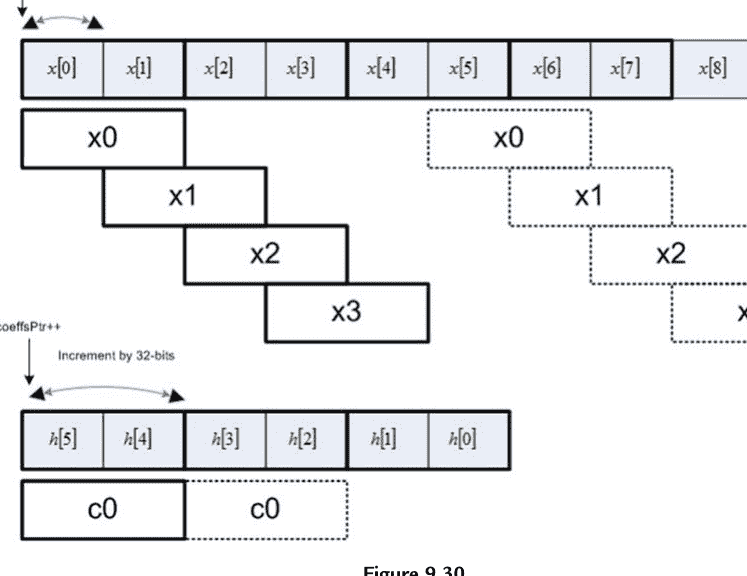 x[0] x[1] x[2] x[3] x[4] x[5] x[6] x[7] x[8]
x0 x0
x1 x1
x2 x2
x3 x
coeffsPtr++
Increment by 32-bits
h[5] h[4] h[3] h[2] h[1] h[0]
c0 c0
Figure 9.30